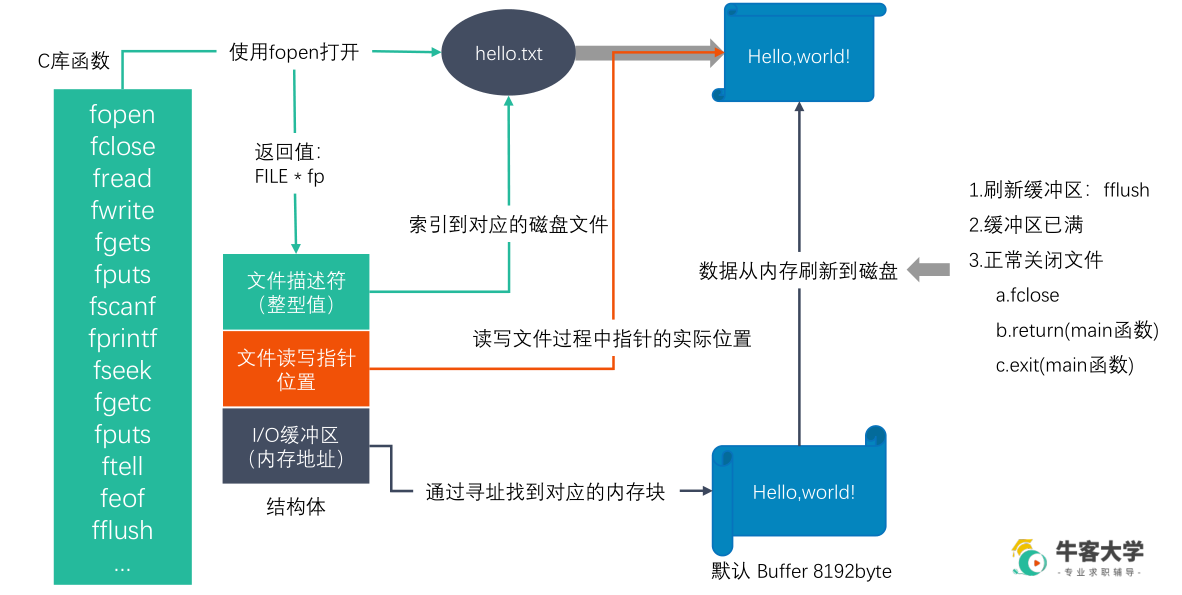 C库函数
fopen
fclose
fread
fwrite
fgets
fputs
fscanf
fprintf
fseek
fgetc
fputs
ftell
feof
fflush
...
使用fopen打开
返回值：
FILE * fp
文件描述符
（整型值）
文件读写指针
位置
I/O缓冲区
（内存地址）
结构体
hello.txt
Hello,world!
索引到对应的磁盘文件
读写文件过程中指针的实际位置
通过寻址找到对应的内存块
数据从内存刷新到磁盘
1.刷新缓冲区：fflush
2.缓冲区已满
3.正常关闭文件
a.fclose
b.return(main函数)
c.exit(main函数)
Hello,world!
默认 Buffer 8192byte
牛客大学
-专业求职辅导-